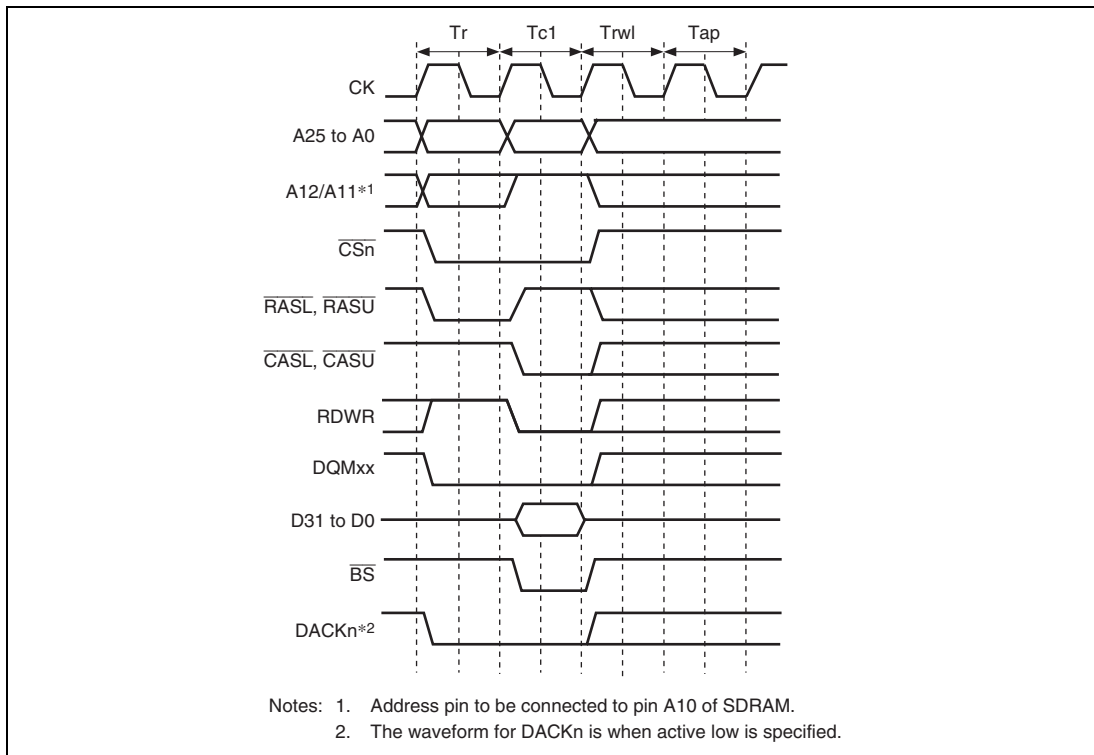 Tr Tc1 Trwl Tap
CK
A25 to A0
A12/A11*1
CSn
RASL, RASU
CASL, CASU
RDWR
DQMxx
D31 to D0
BS
DACKn*2
Notes: 1. Address pin to be connected to pin A10 of SDRAM.
2. The waveform for DACKn is when active low is specified.